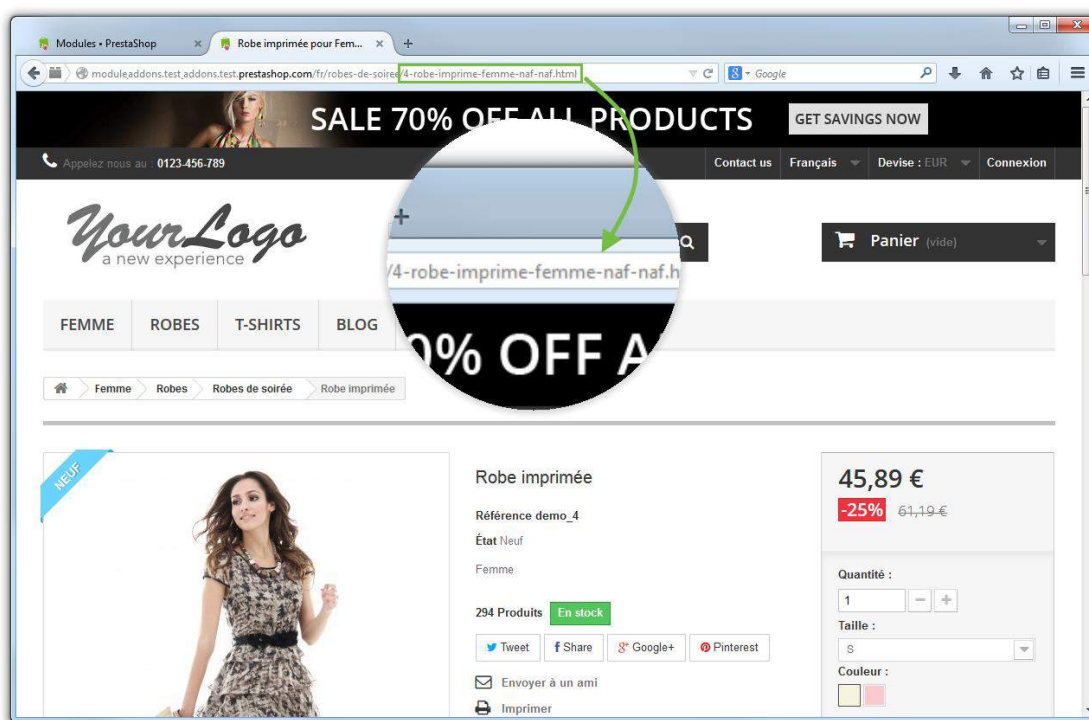 Modules • PrestaShop × Robe imprimée pour Fem... × +
moduleaddons.test.addons.test.prestashop.com/fr/robes-de-soiree/4-robe-imprime-femme-naf-naf.html Google
SALE 70% OFF ALL PRODUCTS GET SAVINGS NOW
Appelez nous au : 0123-456-789 Contact us Français Devise : EUR Connexion
YourLogo
a new experience
Panier (vide)
+
/4-robe-imprime-femme-naf-naf.h
0% OFF A
FEMME ROBES T-SHIRTS BLOG
Femme Robes Robes de soirée Robe imprimée
NEUF
Robe imprimée
Référence demo_4
État Neuf
Femme
294 Produits En stock
Tweet Share Google+ Pinterest
Envoyer à un ami
Imprimer
45,89 €
-25% 61,19 €
Quantité :
1
Taille :
S
Couleur :